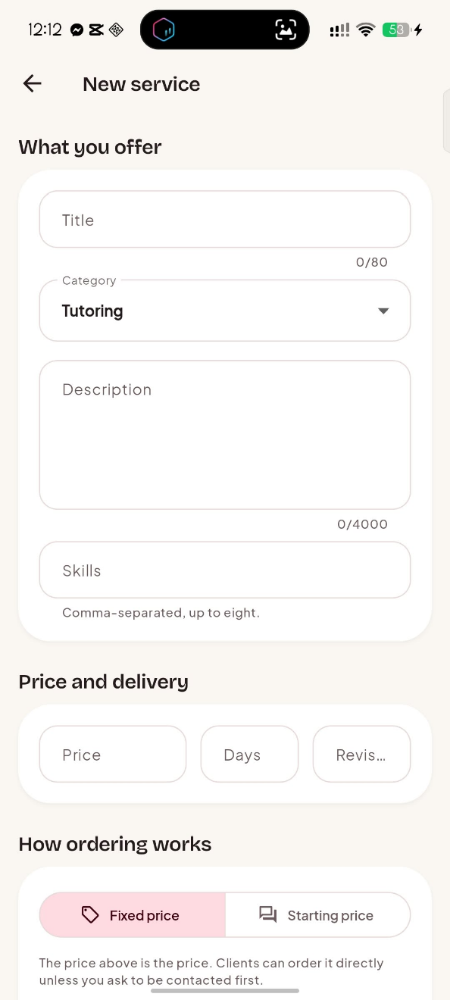 12:12
53
New service
What you offer
Title
0/80
Category
Tutoring
Description
0/4000
Skills
Comma-separated, up to eight.
Price and delivery
Price Days Revis...
How ordering works
Fixed price Starting price
The price above is the price. Clients can order it directly
unless you ask to be contacted first.